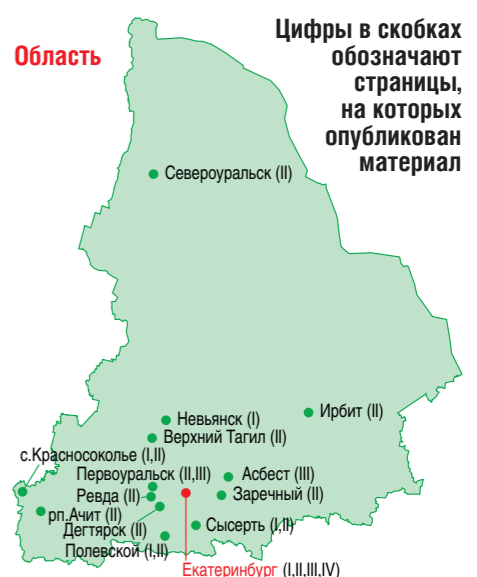 Область
Цифры в скобках
обозначают
страницы,
на которых
опубликован
материал
Североуральск (II)
Ирбит (II)
Невьянск (I)
Верхний Тагил (II)
с.Красносоколье (I,II)
Первоуральск (II,III)
Асбест (III)
Ревда (II)
Заречный (II)
рп.Ачит (II)
Дегтярск (II)
Сысерть (I,II)
Полевской (I,II)
Екатеринбург (I,II,III,IV)